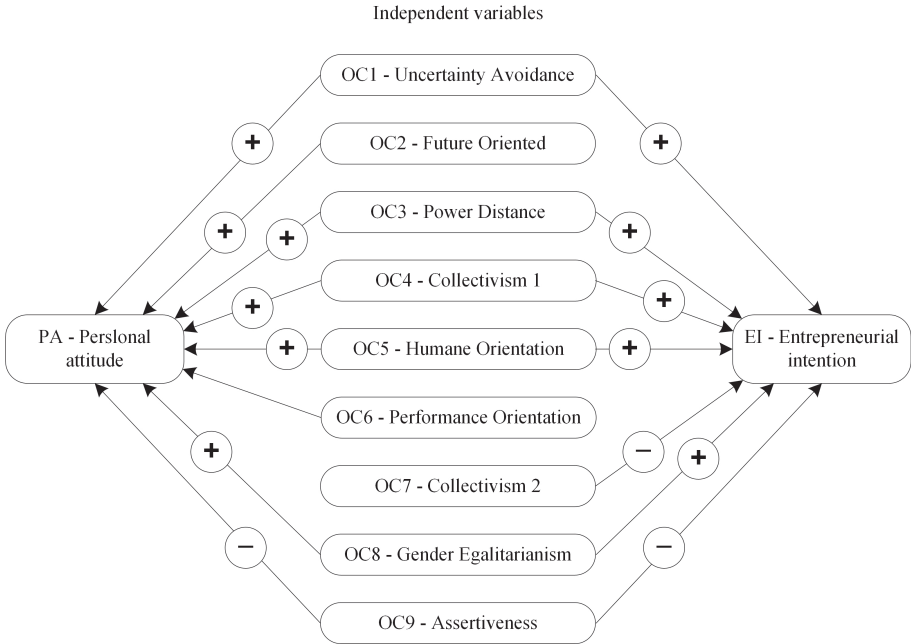 Independent variables
OC1 - Uncertainty Avoidance
+
+
OC2 - Future Oriented
+
OC3 - Power Distance
+
+
OC4 - Collectivism 1
+
+
PA - Perslonal
attitude
OC5 - Humane Orientation
+
+
EI - Entrepreneurial
intention
OC6 - Performance Orientation
OC7 - Collectivism 2
−
+
+
OC8 - Gender Egalitarianism
−
−
OC9 - Assertiveness